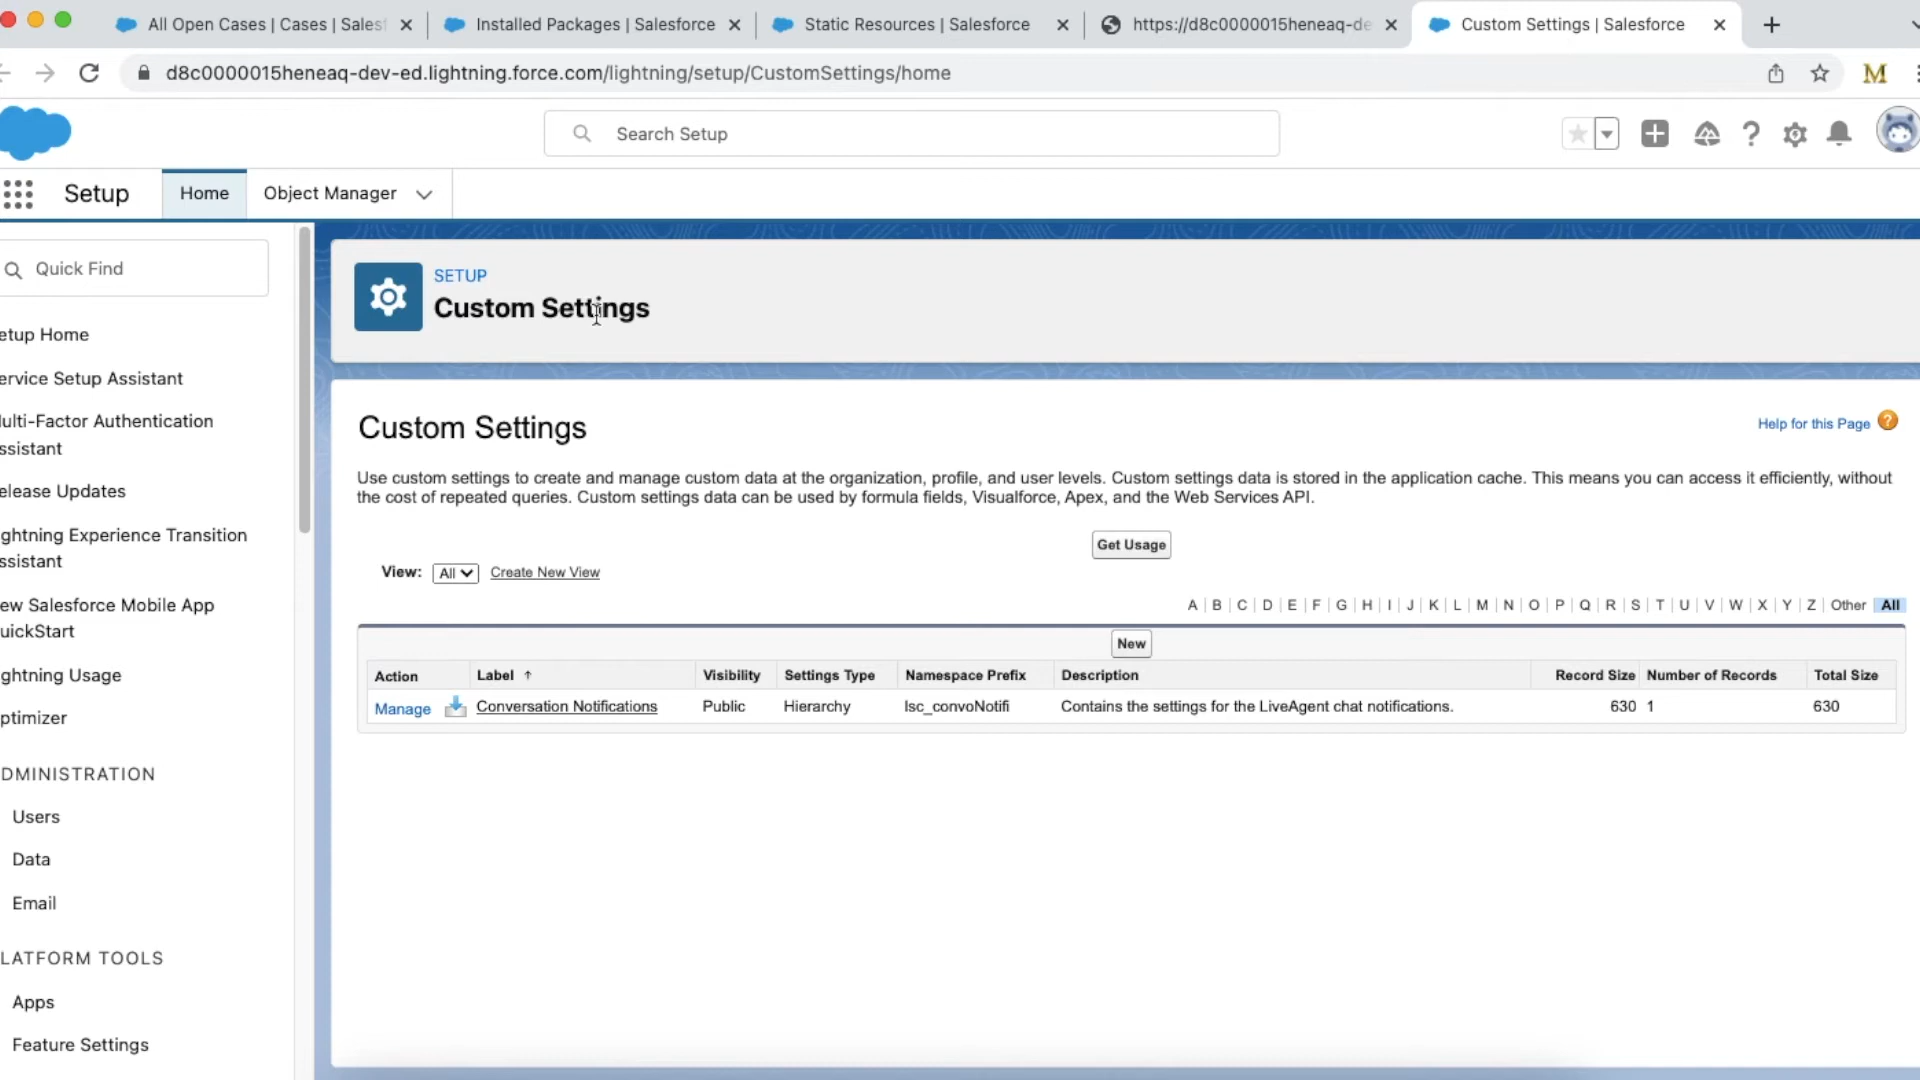 All Open Cases | Cases | Salesf
Installed Packages | Salesforce
Static Resources | Salesforce
https://d8c0000015heneaq-de
Custom Settings | Salesforce
d8c0000015heneaq-dev-ed.lightning.force.com/lightning/setup/CustomSettings/home
M
Search Setup
Setup
Home
Object Manager
Quick Find
etup Home
ervice Setup Assistant
ulti-Factor Authentication
ssistant
elease Updates
ghtning Experience Transition
ssistant
ew Salesforce Mobile App
uickStart
ghtning Usage
ptimizer
DMINISTRATION
Users
Data
Email
LATFORM TOOLS
Apps
Feature Settings
SETUP
Custom Settings
Custom Settings
Help for this Page
Use custom settings to create and manage custom data at the organization, profile, and user levels. Custom settings data is stored in the application cache. This means you can access it efficiently, without
the cost of repeated queries. Custom settings data can be used by formula fields, Visualforce, Apex, and the Web Services API.
Get Usage
View: All Create New View
A | B | C | D | E | F | G | H | I | J | K | L | M | N | O | P | Q | R | S | T | U | V | W | X | Y | Z | Other | All
New
Action Label ↑ Visibility Settings Type Namespace Prefix Description Record Size Number of Records Total Size
Manage Conversation Notifications Public Hierarchy lsc_convoNotifi Contains the settings for the LiveAgent chat notifications. 630 1 630